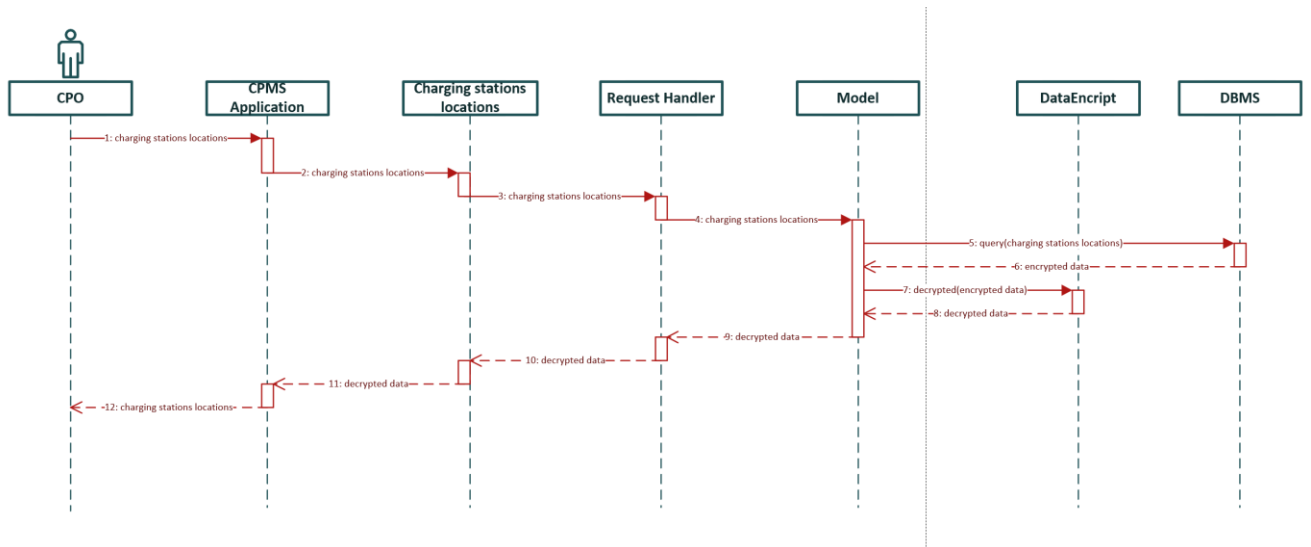 CPO
CPMS
Application
Charging stations
locations
Request Handler
Model
DataEncript
DBMS
1: charging stations locations
2: charging stations locations
3: charging stations locations
4: charging stations locations
5: query(charging stations locations)
6: encrypted data
7: decrypted(encrypted data)
8: decrypted data
9: decrypted data
10: decrypted data
11: decrypted data
12: charging stations locations